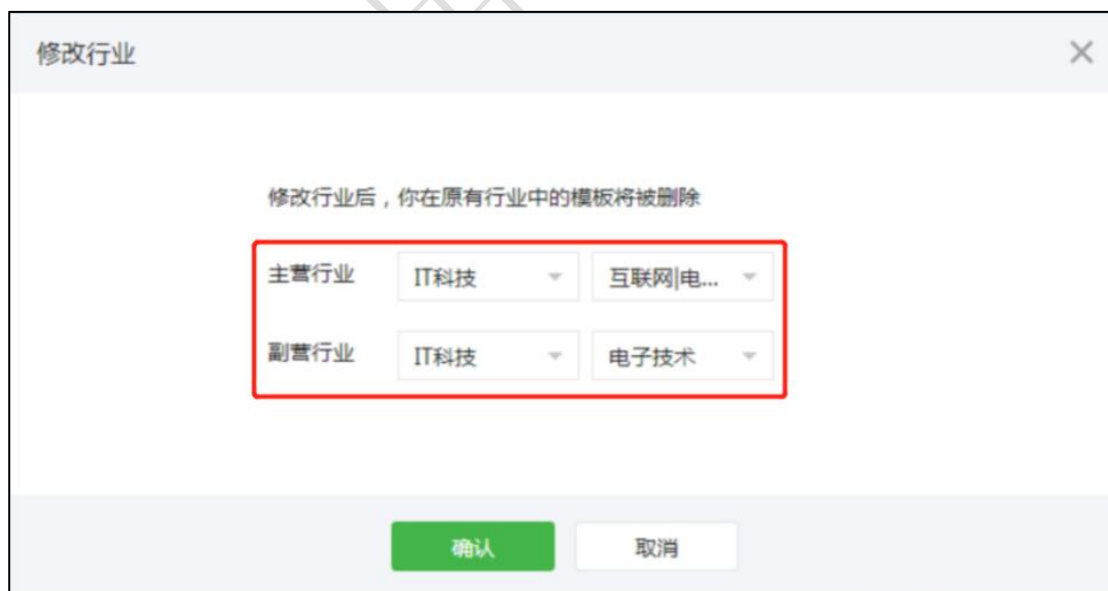 修改行业
修改行业后，你在原有行业中的模板将被删除
主营行业 IT科技 互联网|电...
副营行业 IT科技 电子技术
确认 取消